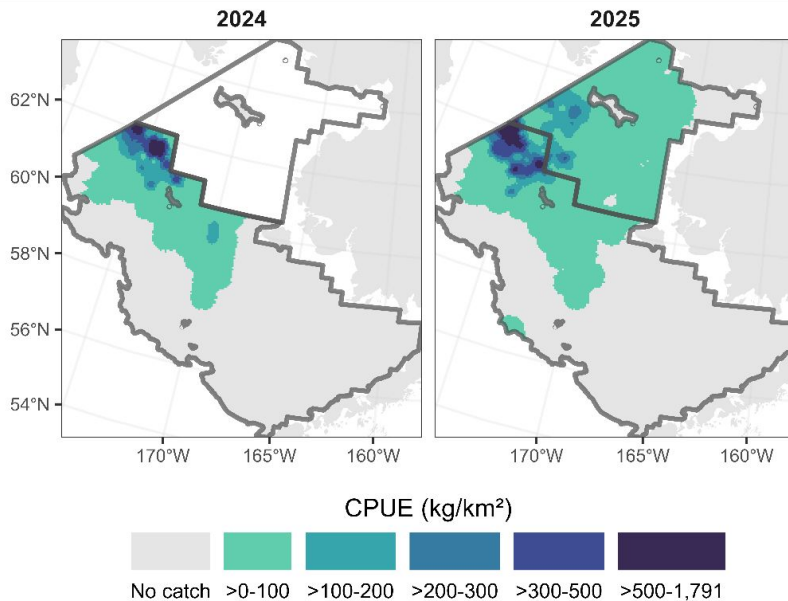 2024
2025
62°N
60°N
58°N
56°N
54°N
170°W
165°W
160°W
170°W
165°W
160°W
CPUE (kg/km²)
No catch
>0-100
>100-200
>200-300
>300-500
>500-1,791